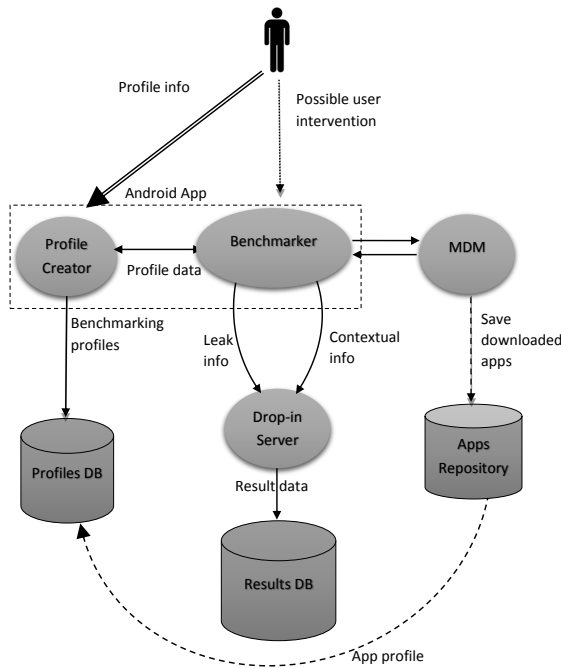 Profile info
Possible user
intervention
Android App
Profile
Creator
Profile data
Benchmarker
MDM
Benchmarking
profiles
Leak
info
Contextual
info
Save
downloaded
apps
Drop-in
Server
Profiles DB
Apps
Repository
Result data
Results DB
App profile